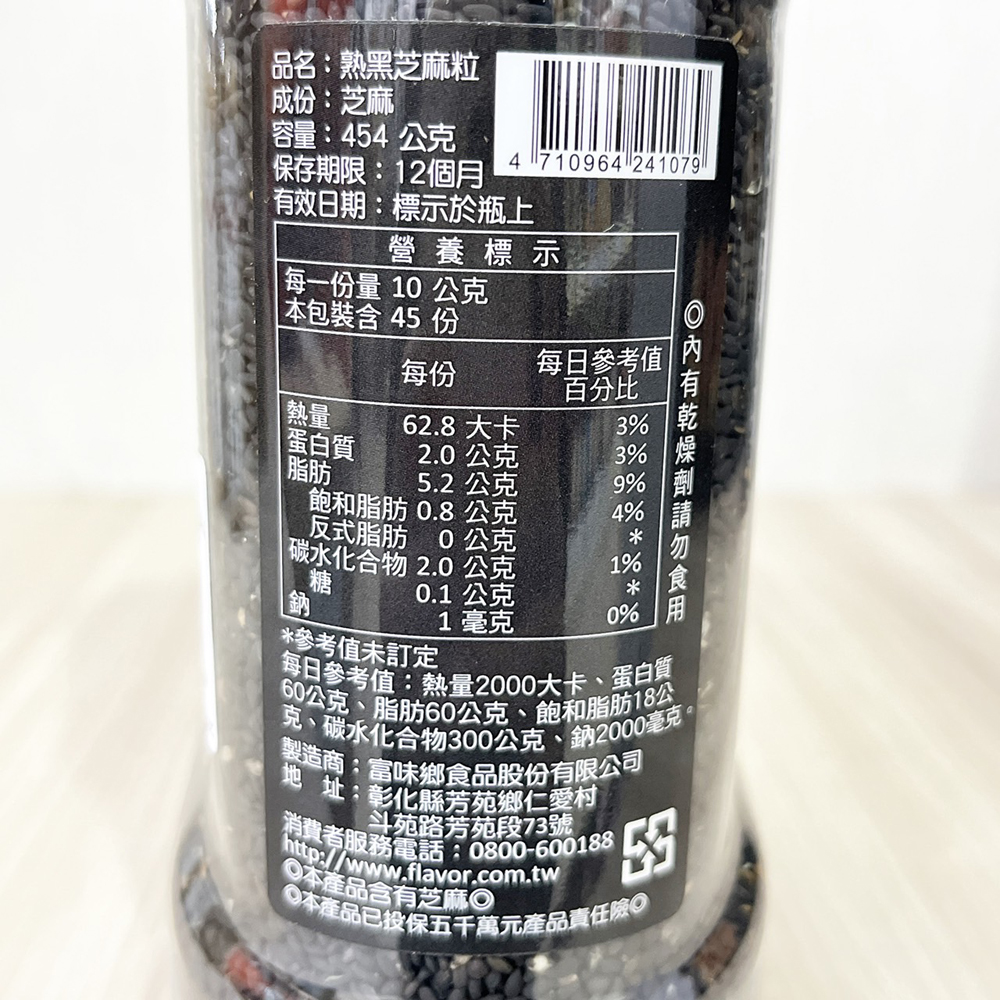 品名：熟黑芝麻粒
成份：芝麻
容量：454 公克
保存期限：12個月
有效日期：標示於瓶上
4 710964 241079
營養標示
每一份量 10 公克
本包裝含 45 份
每份 每日參考值百分比
熱量 62.8 大卡 3%
蛋白質 2.0 公克 3%
脂肪 5.2 公克 9%
飽和脂肪 0.8 公克 4%
反式脂肪 0 公克 *
碳水化合物 2.0 公克 1%
糖 0.1 公克 *
鈉 1 毫克 0%
◎內有乾燥劑請勿食用
*參考值未訂定
每日參考值：熱量2000大卡、蛋白質
60公克、脂肪60公克、飽和脂肪18公
克、碳水化合物300公克、鈉2000毫克。
製造商：富味鄉食品股份有限公司
地 址：彰化縣芳苑鄉仁愛村
斗苑路芳苑段73號
消費者服務電話：0800-600188
http://www.flavor.com.tw
◎本產品含有芝麻◎
◎本產品已投保五千萬元產品責任險◎